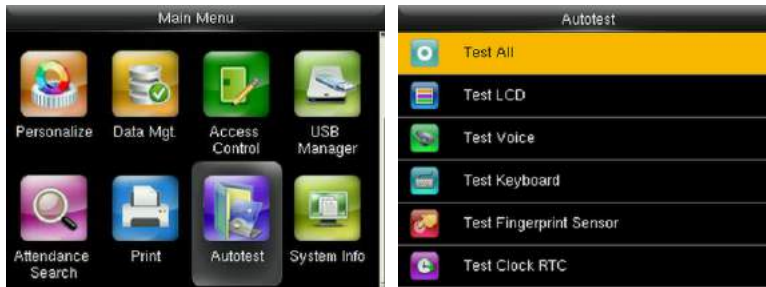 Main Menu
Personalize
Data Mgt.
Access
Control
USB
Manager
Attendance
Search
Print
Autotest
System Info
Autotest
Test All
Test LCD
Test Voice
Test Keyboard
Test Fingerprint Sensor
Test Clock RTC